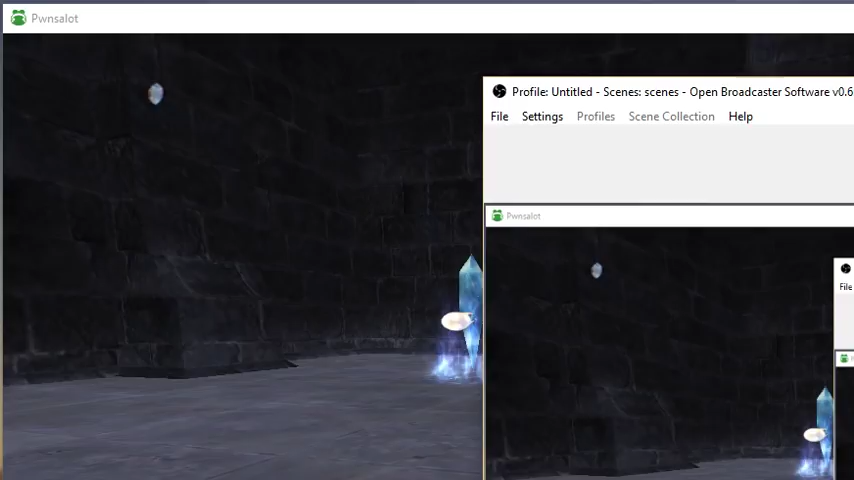 Pwnsalot
Profile: Untitled - Scenes: scenes - Open Broadcaster Software v0.6
File Settings Profiles Scene Collection Help
Pwnsalot
File